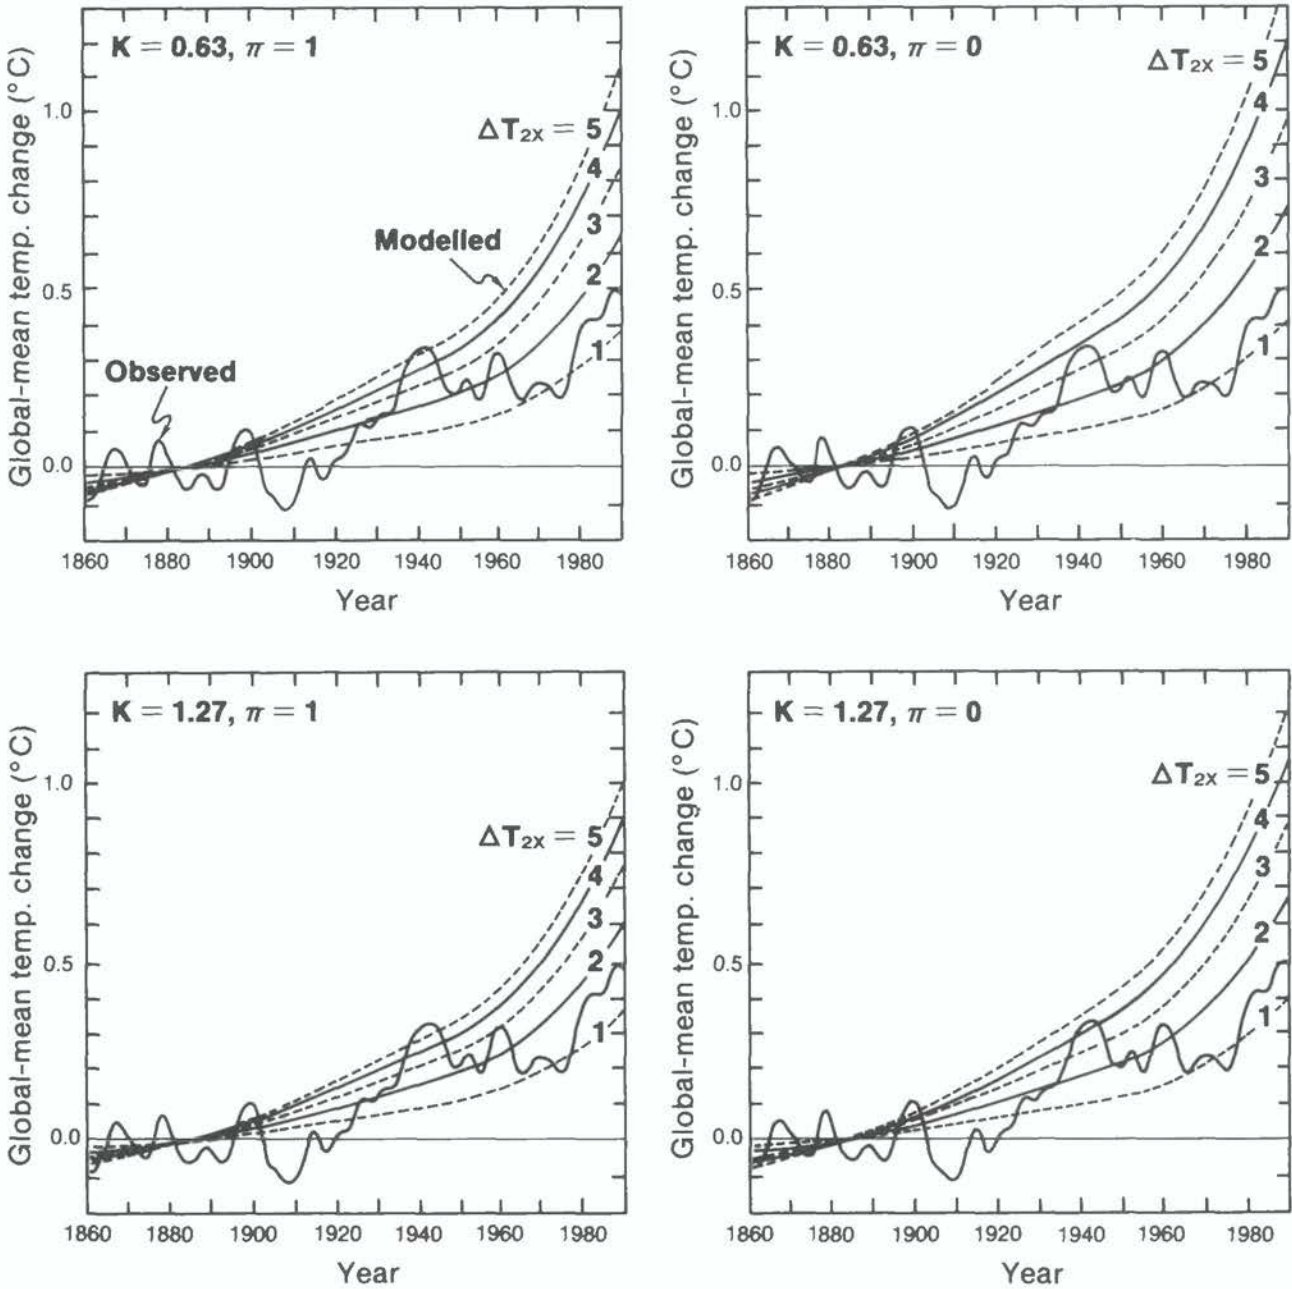 K = 0.63, π = 1
Global-mean temp. change (°C)
1.0
0.5
0.0
ΔT2X = 5
4
3
2
1
Modelled
Observed
1860 1880 1900 1920 1940 1960 1980
Year
K = 0.63, π = 0
Global-mean temp. change (°C)
1.0
0.5
0.0
ΔT2X = 5
4
3
2
1
1860 1880 1900 1920 1940 1960 1980
Year
K = 1.27, π = 1
Global-mean temp. change (°C)
1.0
0.5
0.0
ΔT2X = 5
4
3
2
1
1860 1880 1900 1920 1940 1960 1980
Year
K = 1.27, π = 0
Global-mean temp. change (°C)
1.0
0.5
0.0
ΔT2X = 5
4
3
2
1
1860 1880 1900 1920 1940 1960 1980
Year